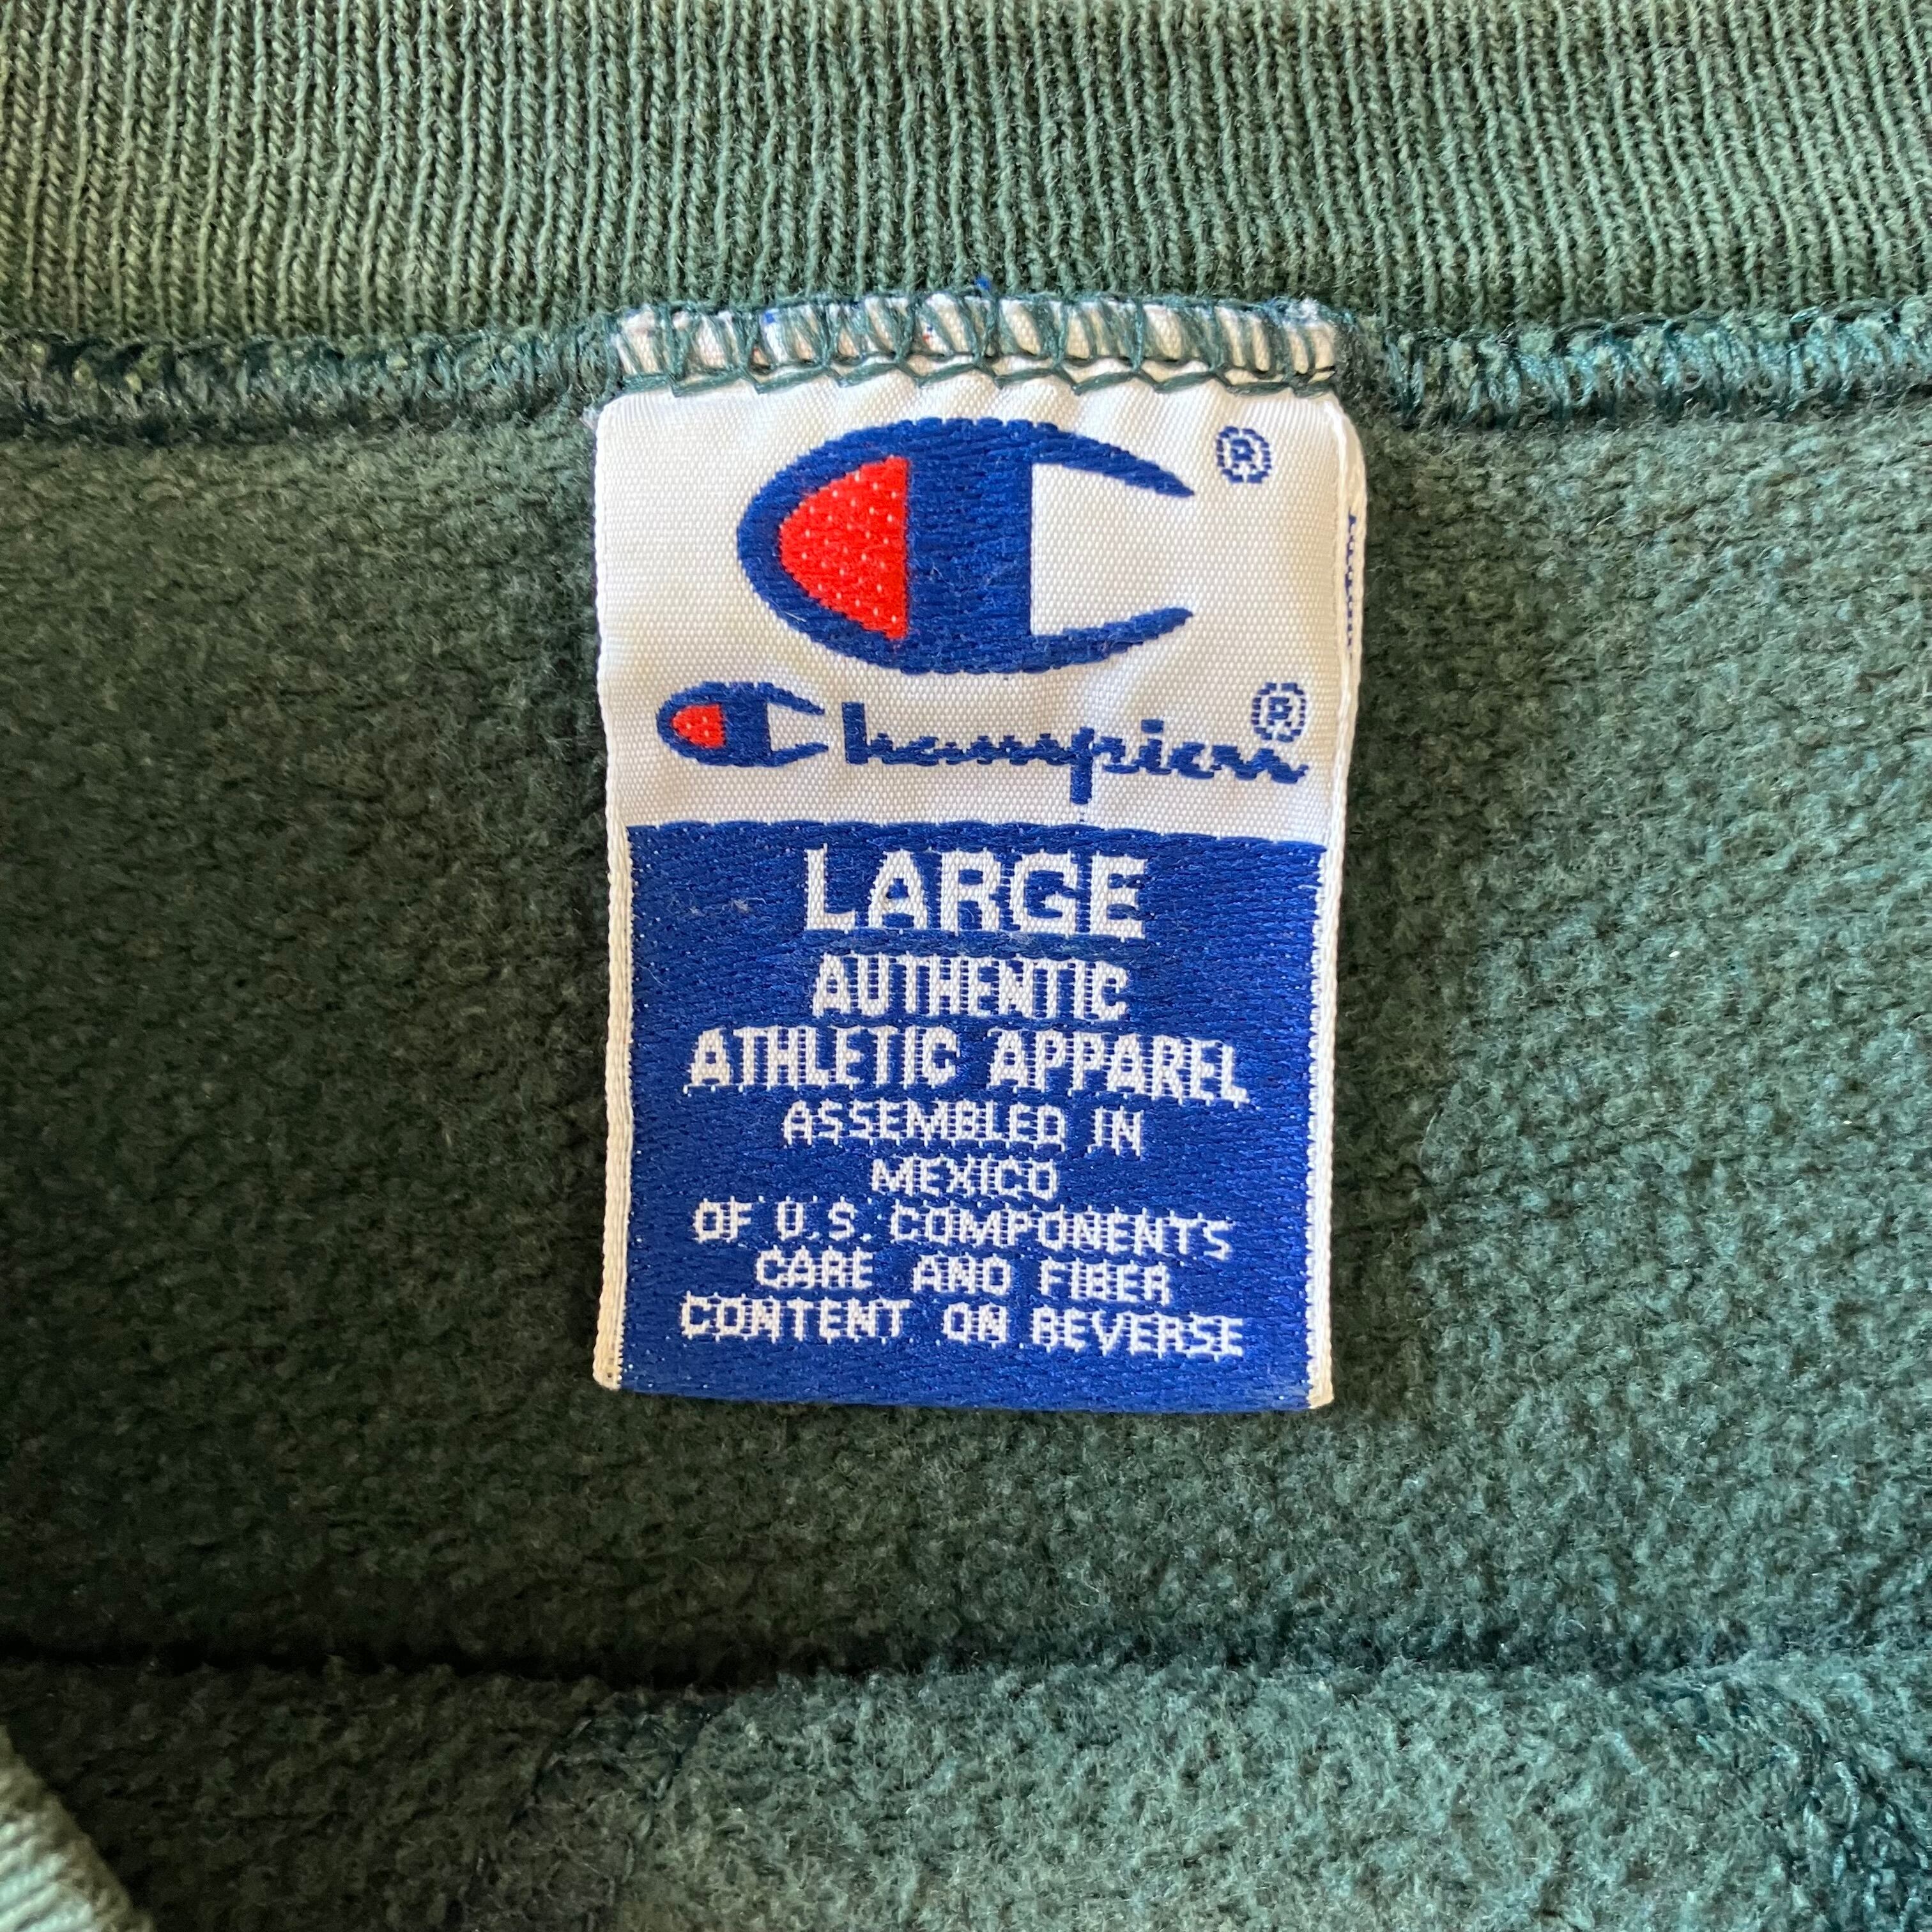 ®
Champion®
LARGE
AUTHENTIC
ATHLETIC APPAREL
ASSEMBLED IN
MEXICO
OF U.S. COMPONENTS
CARE AND FIBER
CONTENT ON REVERSE